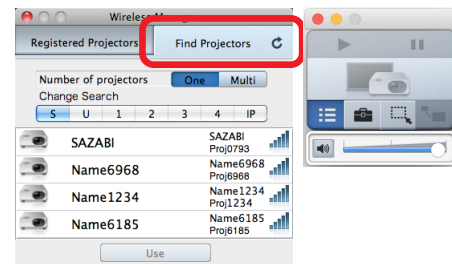 Wireless M
Registered Projectors
Find Projectors
Number of projectors One Multi
Change Search
S U 1 2 3 4 IP
SAZABI
SAZABI
Proj0793
Name6968
Name6968
Proj6968
Name1234
Name1234
Proj1234
Name6185
Name6185
Proj6185
Use